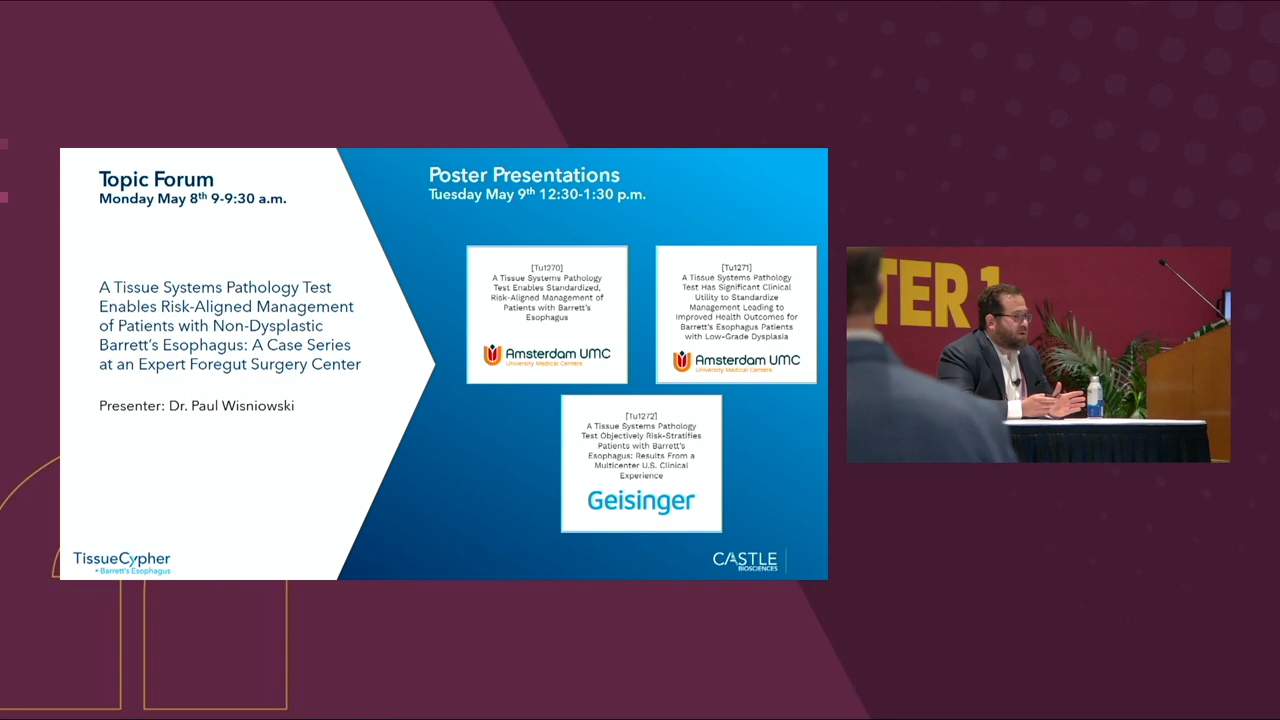 Topic Forum
Monday May 8th 9-9:30 a.m.
A Tissue Systems Pathology Test
Enables Risk-Aligned Management
of Patients with Non-Dysplastic
Barrett's Esophagus: A Case Series
at an Expert Foregut Surgery Center
Presenter: Dr. Paul Wisniowski
TissueCypher
• Barrett's Esophagus
Poster Presentations
Tuesday May 9th 12:30-1:30 p.m.
[Tu1270]
A Tissue Systems Pathology
Test Enables Standardized,
Risk-Aligned Management of
Patients with Barrett's
Esophagus
Amsterdam UMC
University Medical Centers
[Tu1271]
A Tissue Systems Pathology
Test Has Significant Clinical
Utility to Standardize
Management Leading to
Improved Health Outcomes for
Barrett's Esophagus Patients
with Low-Grade Dysplasia
Amsterdam UMC
University Medical Centers
[Tu1272]
A Tissue Systems Pathology
Test Objectively Risk-Stratifies
Patients with Barrett's
Esophagus: Results From a
Multicenter U.S. Clinical
Experience
Geisinger
CASTLE
BIOSCIENCES
TER 1